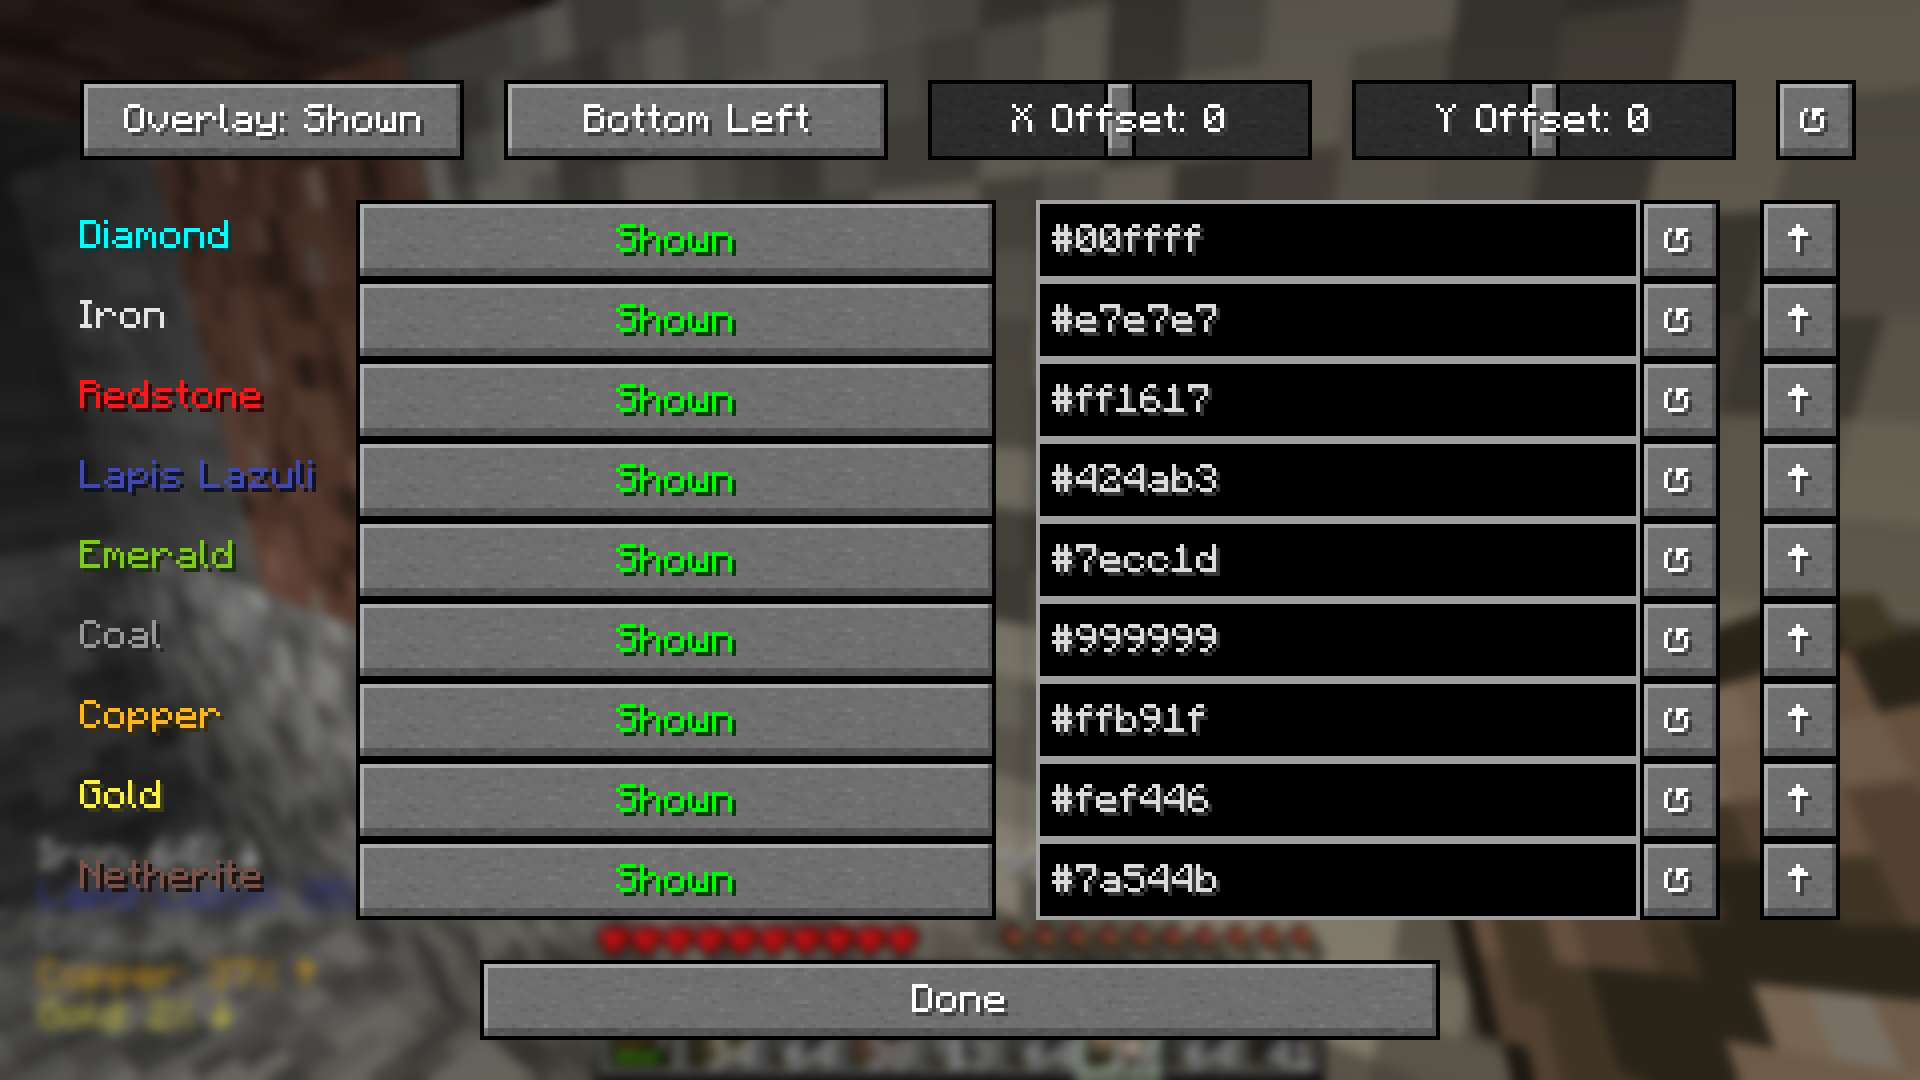 Overlay: Shown Bottom Left X Offset: 0 Y Offset: 0
Diamond Shown #00ffff
Iron Shown #e7e7e7
Redstone Shown #ff1617
Lapis Lazuli Shown #424ab3
Emerald Shown #7ecc1d
Coal Shown #999999
Copper Shown #ffb91f
Gold Shown #fef446
Netherite Shown #7a544b
Done